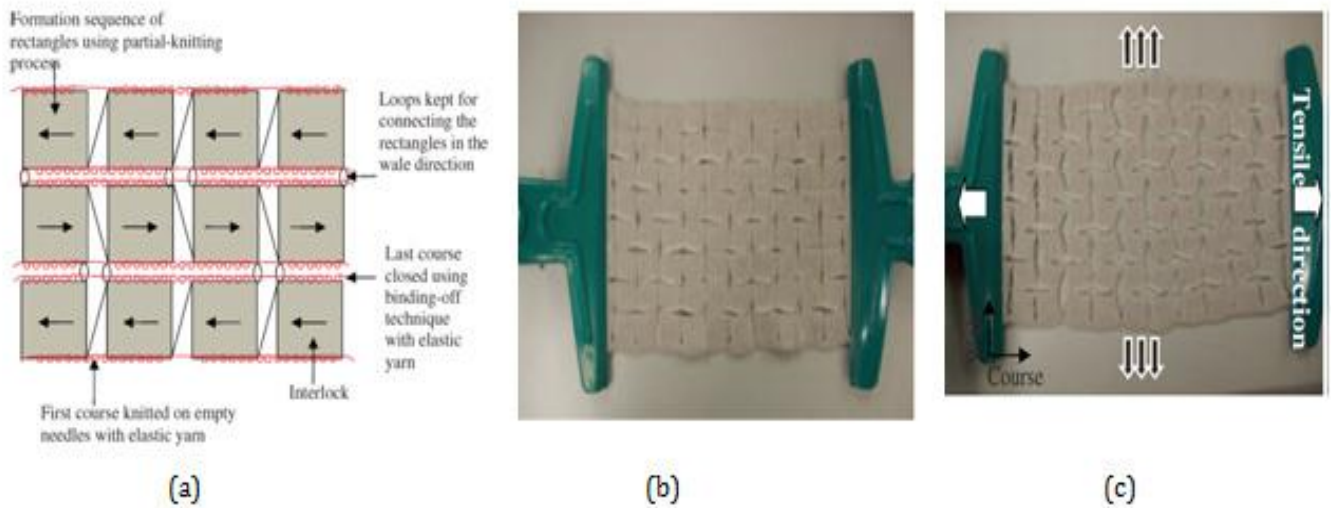 Formation sequence of
rectangles using partial-knitting
process
Loops kept for
connecting the
rectangles in the
wale direction
Last course
closed using
binding-off
technique
with elastic
yarn
Interlock
First course knitted on empty
needles with elastic yarn
Tensile direction
Course
(a)
(b)
(c)